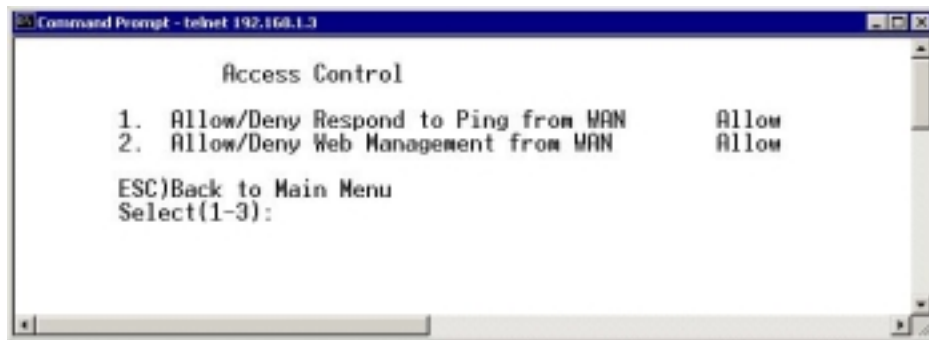 Command Prompt - telnet 192.168.1.3
Access Control
1. Allow/Deny Respond to Ping from WAN Allow
2. Allow/Deny Web Management from WAN Allow
ESC)Back to Main Menu
Select(1-3):